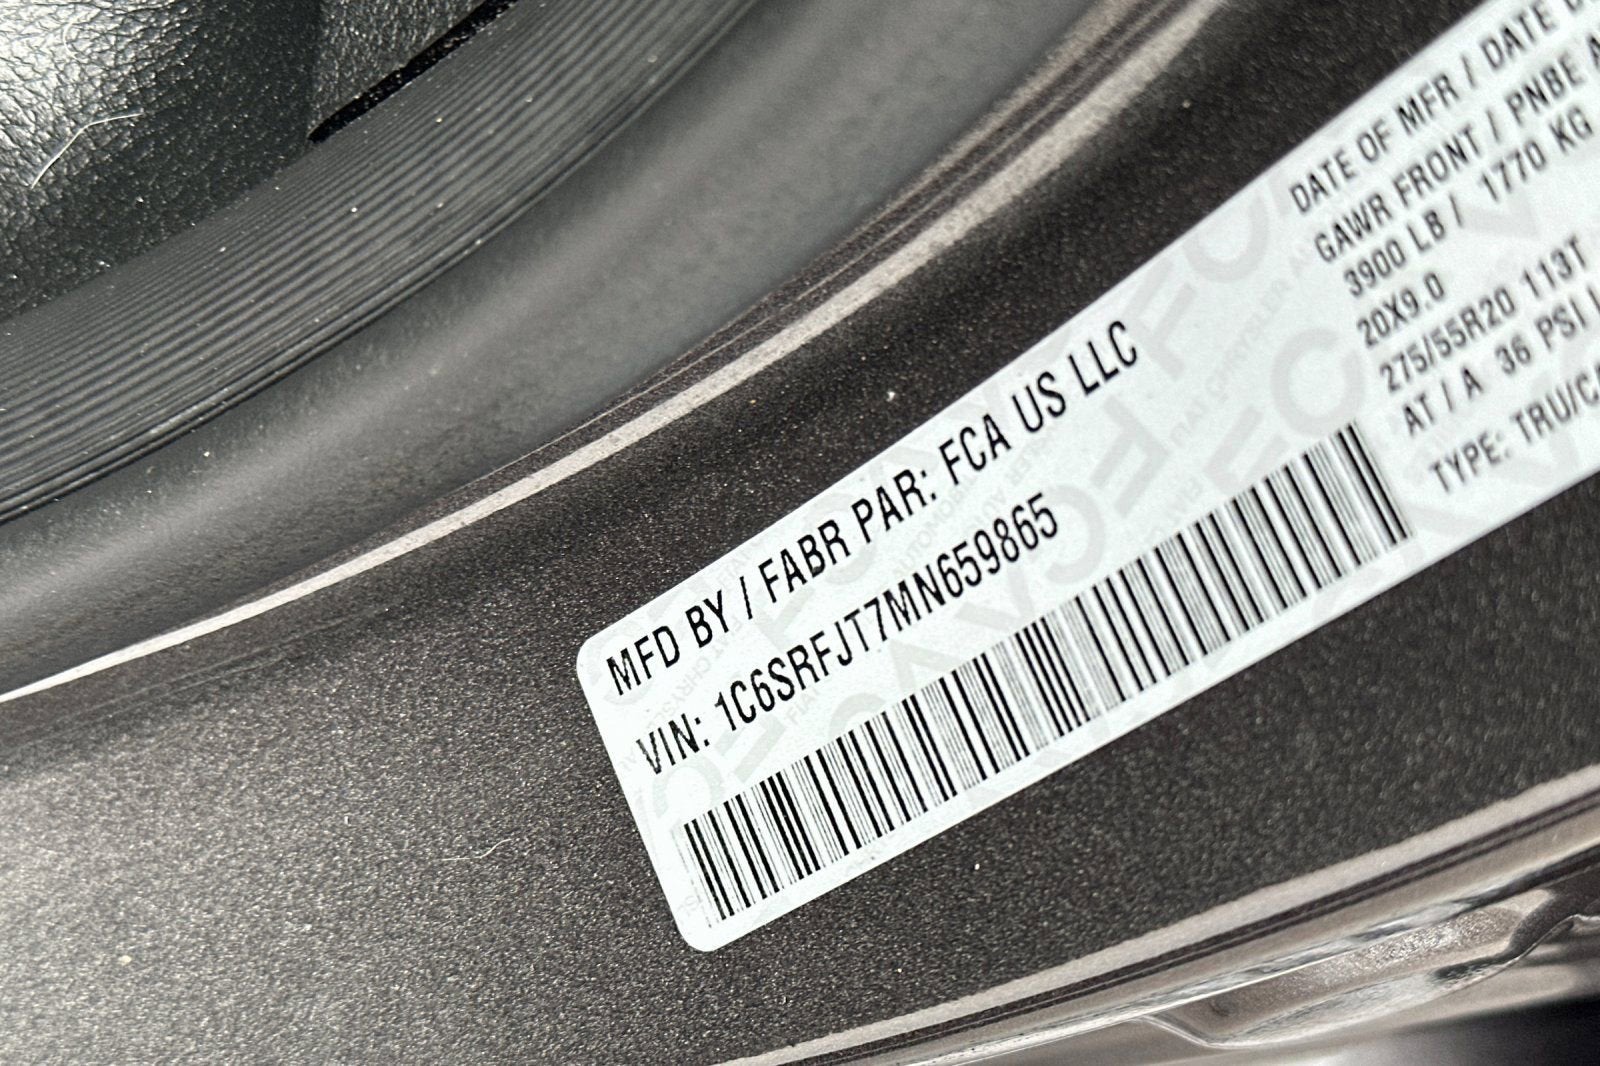 MFD BY / FABR PAR: FCA US LLC
VIN: 1C6SRFJT7MN659865
DATE OF MFR / DATE D
GAWR FRONT / PNBE A
3900 LB / 1770 KG
20X9.0
275/55R20 113T
AT / A 36 PSI
TYPE: TRU/CA